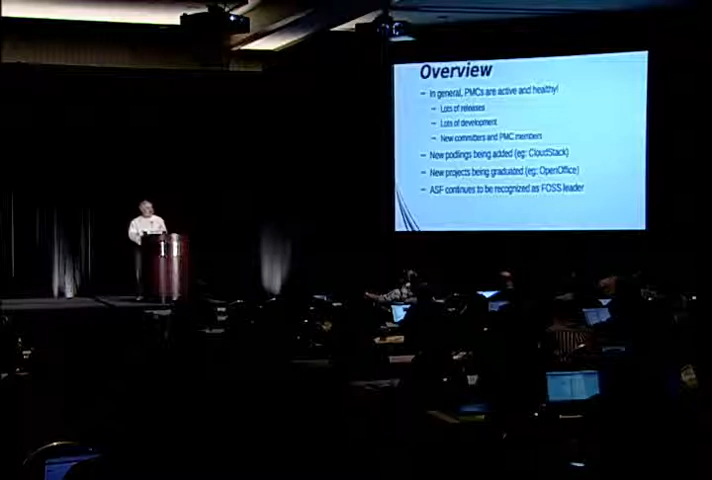 Overview
– In general, PMCs are active and healthy!
– Lots of releases
– Lots of development
– New committers and PMC members
– New podlings being added (eg: CloudStack)
– New projects being graduated (eg: OpenOffice)
– ASF continues to be recognized as FOSS leader